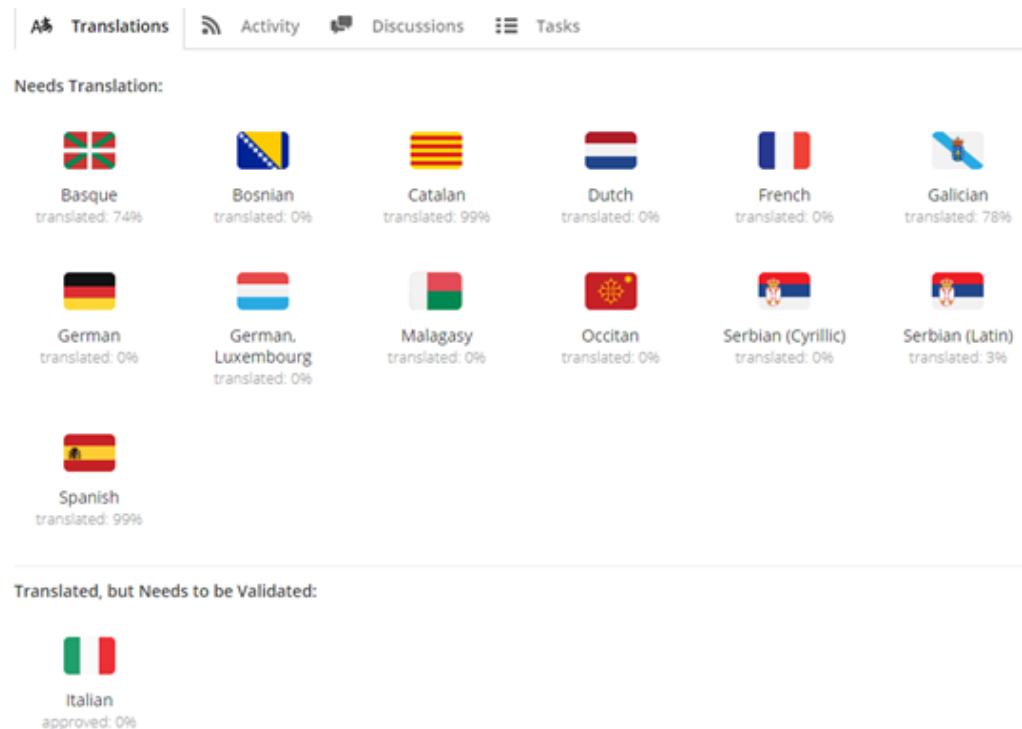 Translations Activity Discussions Tasks
Needs Translation:
Basque Bosnian Catalan Dutch French Galician
translated: 74% translated: 0% translated: 99% translated: 0% translated: 0% translated: 78%
German German, Malagasy Occitan Serbian (Cyrillic) Serbian (Latin)
translated: 0% Luxembourg translated: 0% translated: 0% translated: 0% translated: 3%
translated: 0%
Spanish
translated: 99%
Translated, but Needs to be Validated:
Italian
approved: 0%